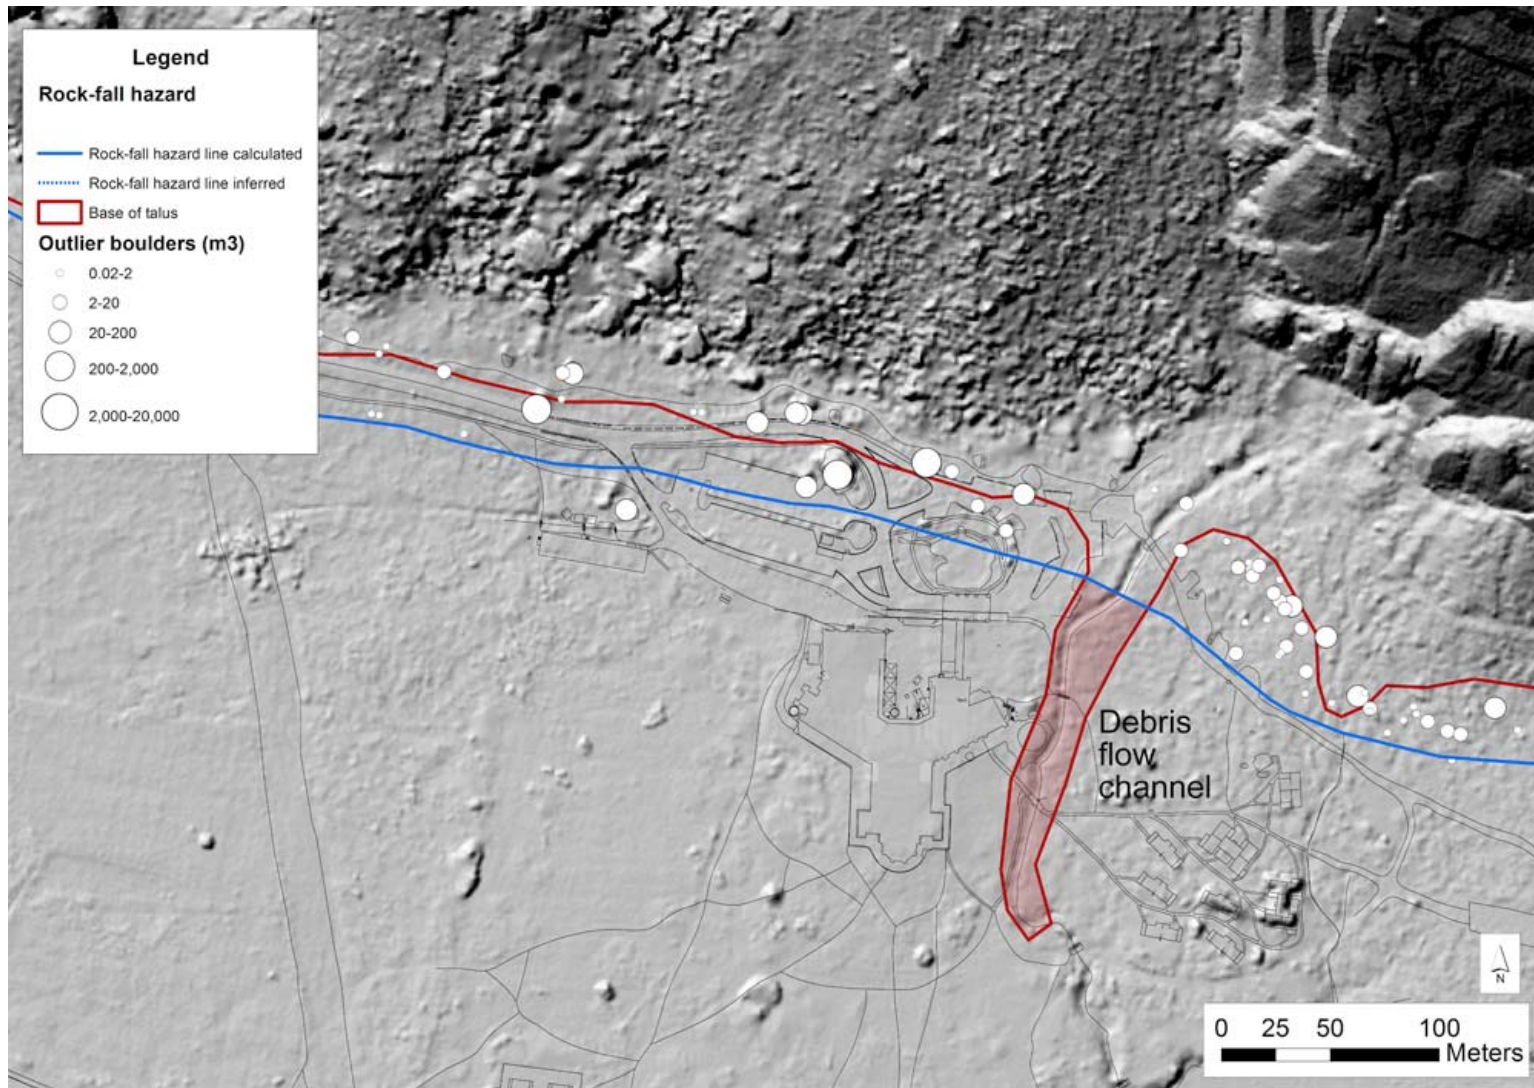 Legend
Rock-fall hazard
Rock-fall hazard line calculated
Rock-fall hazard line inferred
Base of talus
Outlier boulders (m3)
0.02-2
2-20
20-200
200-2,000
2,000-20,000
Debris
flow
channel
N
0 25 50 100
Meters